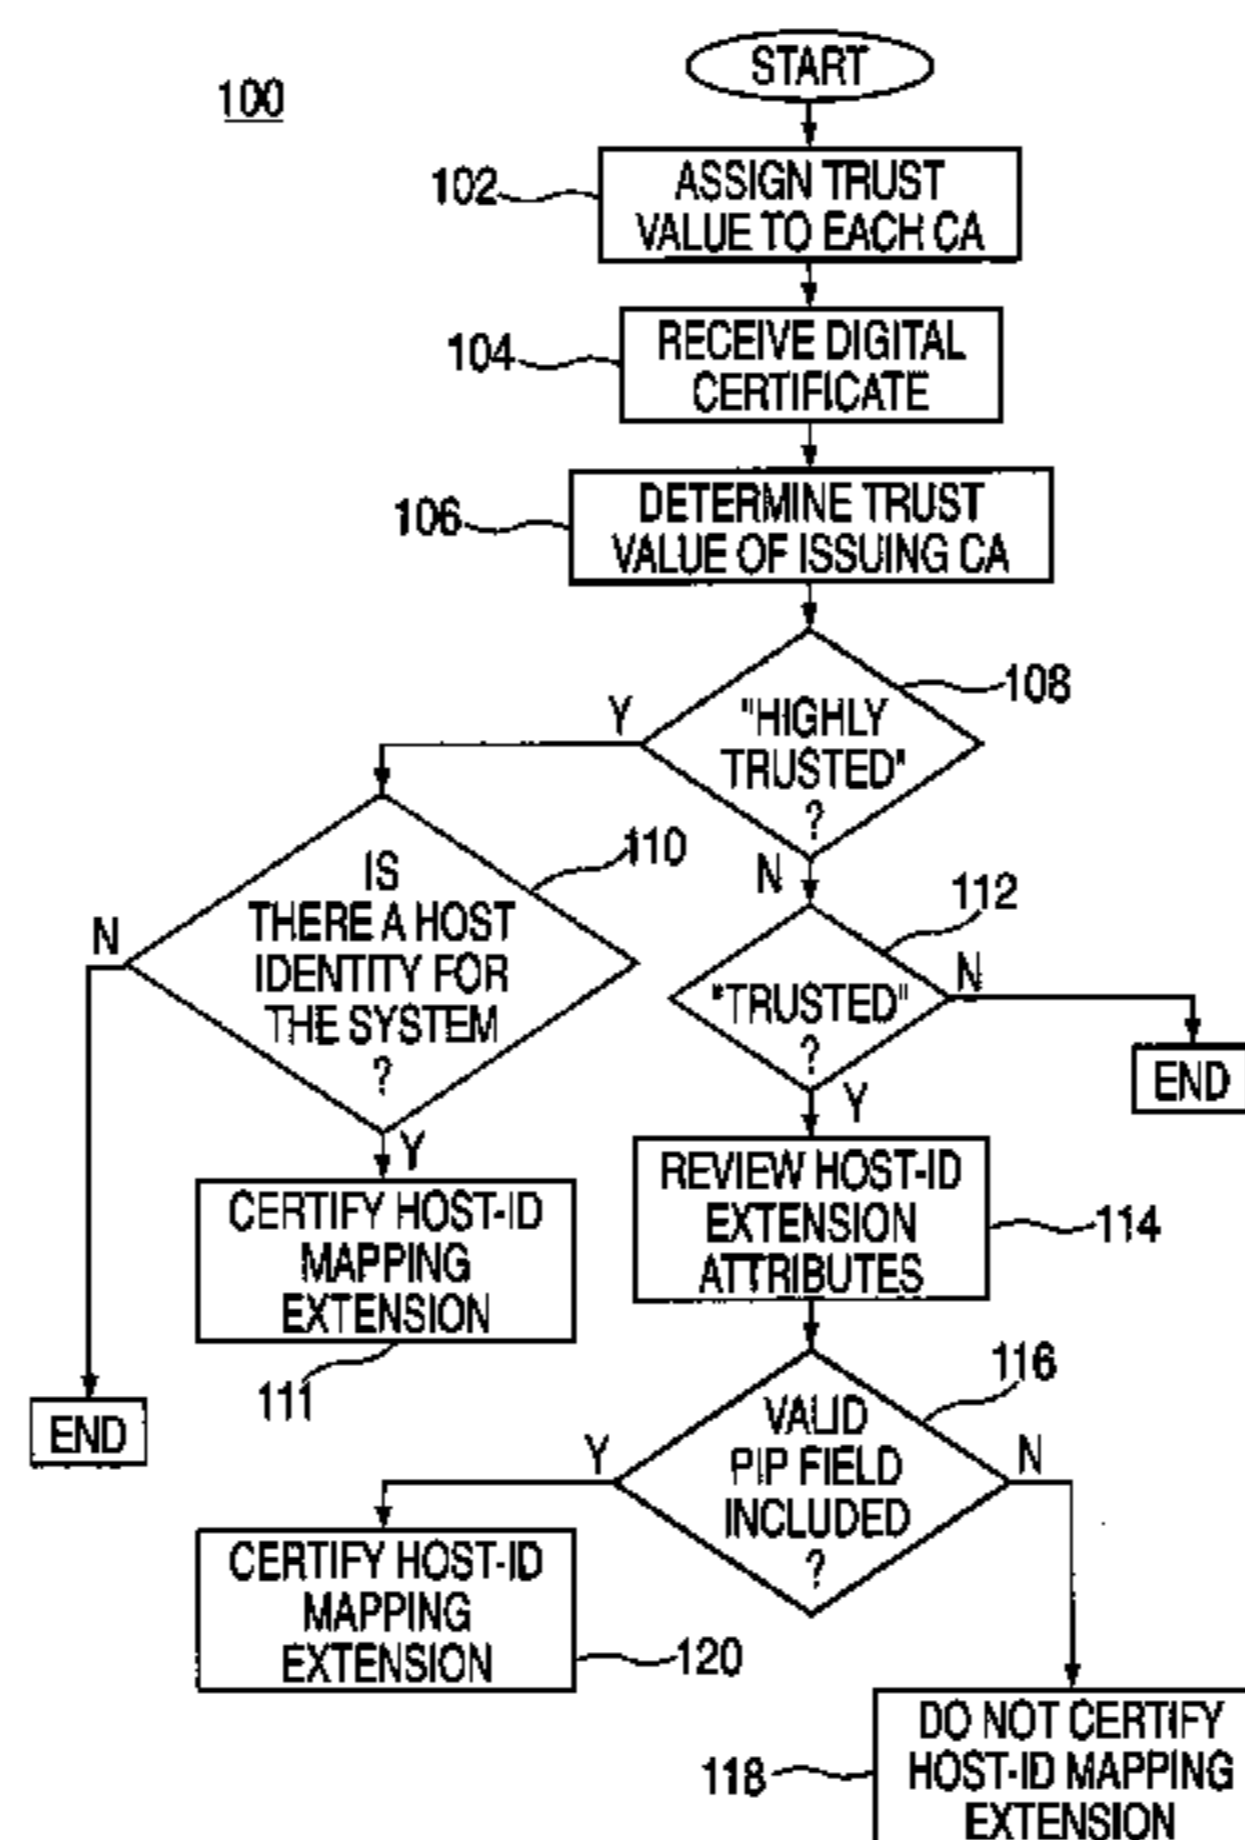 100
START
102
ASSIGN TRUST
VALUE TO EACH CA
104
RECEIVE DIGITAL
CERTIFICATE
106
DETERMINE TRUST
VALUE OF ISSUING CA
108
Y
"HIGHLY
TRUSTED"
?
N
110
IS
THERE A HOST
IDENTITY FOR
THE SYSTEM
?
N
Y
112
"TRUSTED"
?
N
END
Y
CERTIFY HOST-ID
MAPPING
EXTENSION
111
END
REVIEW HOST-ID
EXTENSION
ATTRIBUTES
114
116
VALID
PIP FIELD
INCLUDED
?
Y
N
CERTIFY HOST-ID
MAPPING
EXTENSION
120
118
DO NOT CERTIFY
HOST-ID MAPPING
EXTENSION